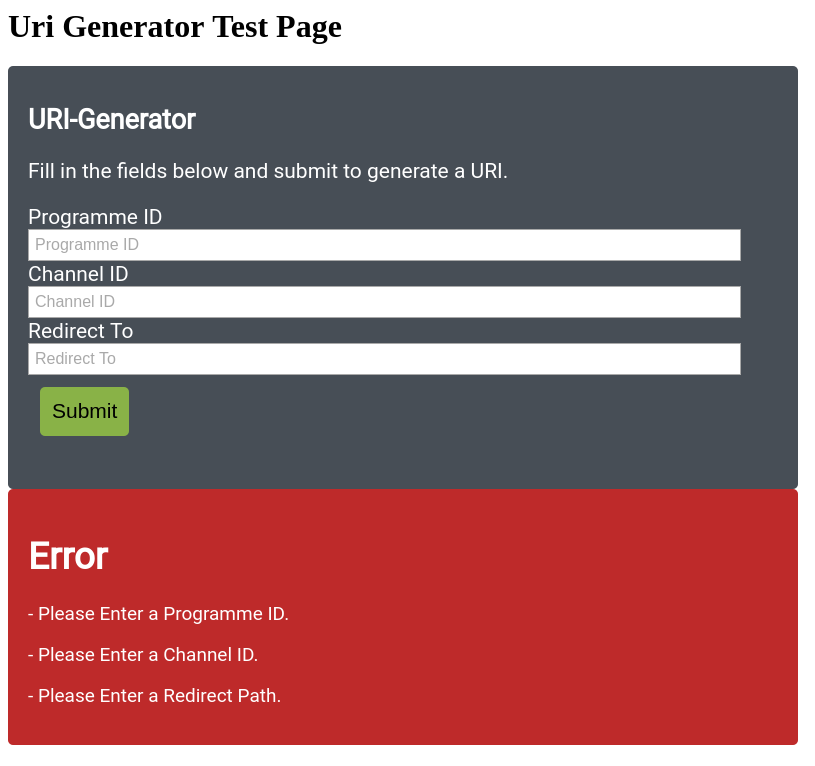 Uri Generator Test Page
URI-Generator
Fill in the fields below and submit to generate a URI.
Programme ID
Programme ID
Channel ID
Channel ID
Redirect To
Redirect To
Submit
Error
- Please Enter a Programme ID.
- Please Enter a Channel ID.
- Please Enter a Redirect Path.